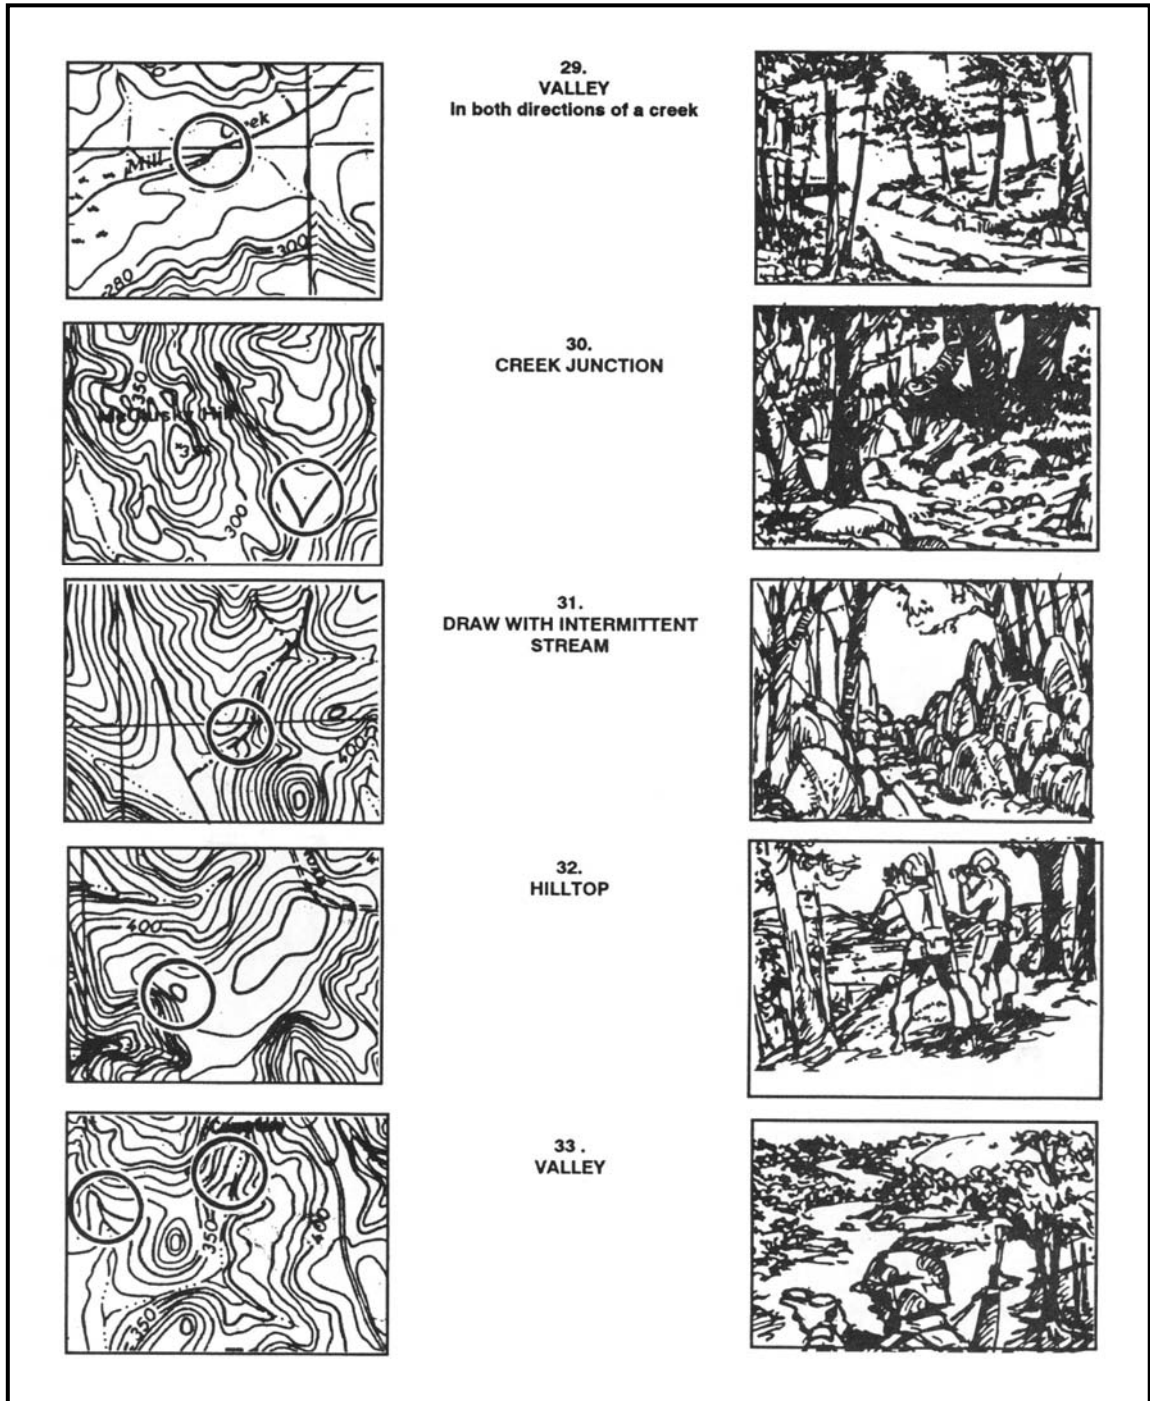 29.
VALLEY
In both directions of a creek
Mill Creek
300
280
30.
CREEK JUNCTION
350
300
31.
DRAW WITH INTERMITTENT
STREAM
400
32.
HILLTOP
400
33 .
VALLEY
350
400
350